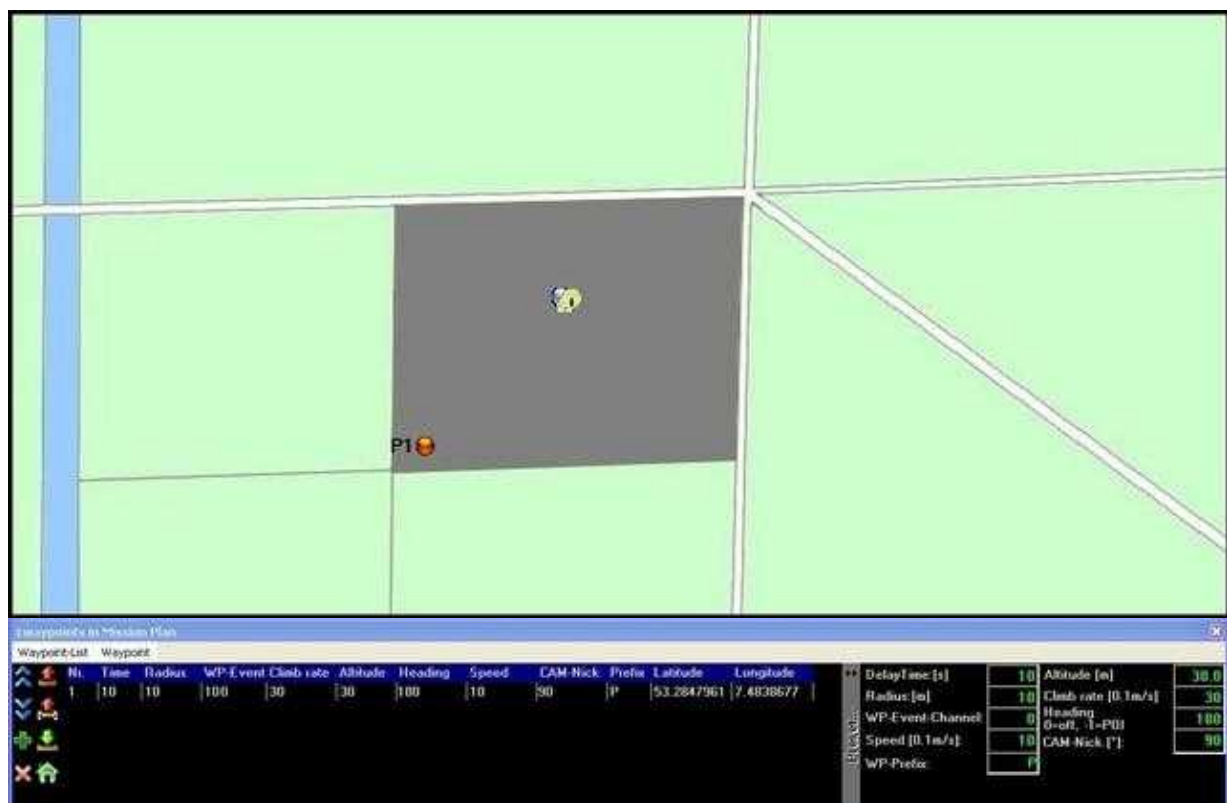 P1
Waypoints in Mission Plan
Waypoint-List Waypoint
Nr. Time Radius WP-Event Climb rate Altitude Heading Speed CAM-Nick Prefix Latitude Longitude
1 10 10 100 30 30 100 10 90 P 53.2847961 7.4838677
DelayTime:[s] 10 Altitude [m] 30.0
Radius:[m] 10 Climb rate [0.1m/s] 30
WP-Event-Channel: 0 Heading 0=off, -1=POI 100
Speed [0.1m/s]: 10 CAM-Nick [°]: 90
WP-Prefix: P